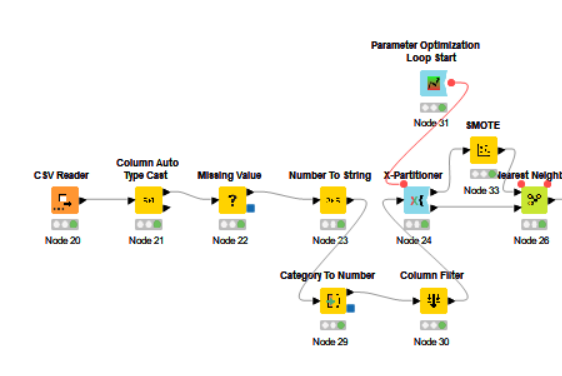 Parameter Optimization
Loop Start
Node 31
SMOTE
Node 33
CSV Reader
Node 20
Column Auto
Type Cast
Node 21
Missing Value
?
Node 22
Number To String
Node 23
X-Partitioner
Node 24
Nearest Neighb
Node 26
Category To Number
Node 29
Column Filter
Node 30